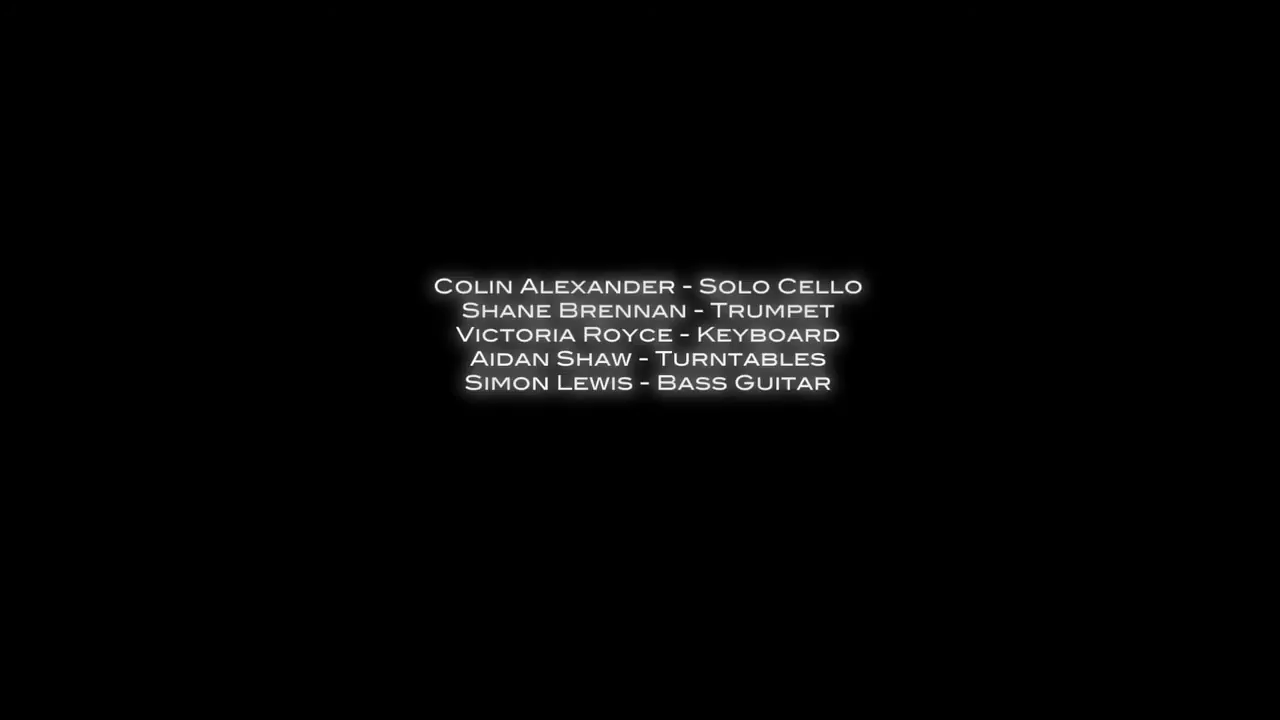 Colin Alexander - Solo Cello
Shane Brennan - Trumpet
Victoria Royce - Keyboard
Aidan Shaw - Turntables
Simon Lewis - Bass Guitar